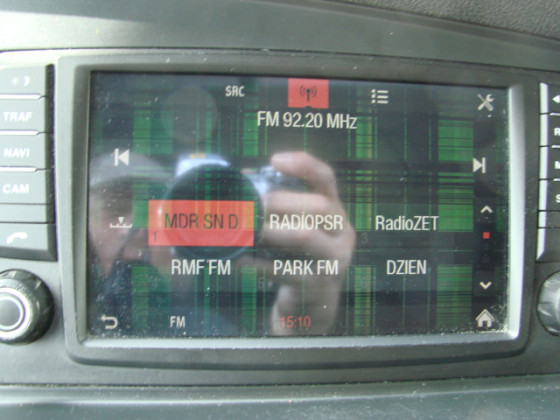 SRC
FM 92.20 MHz
TRAF
NAVI
CAM
MDR SN D RADIOPSR RadioZET
1
RMF FM PARK FM DZIEN
FM 15:10